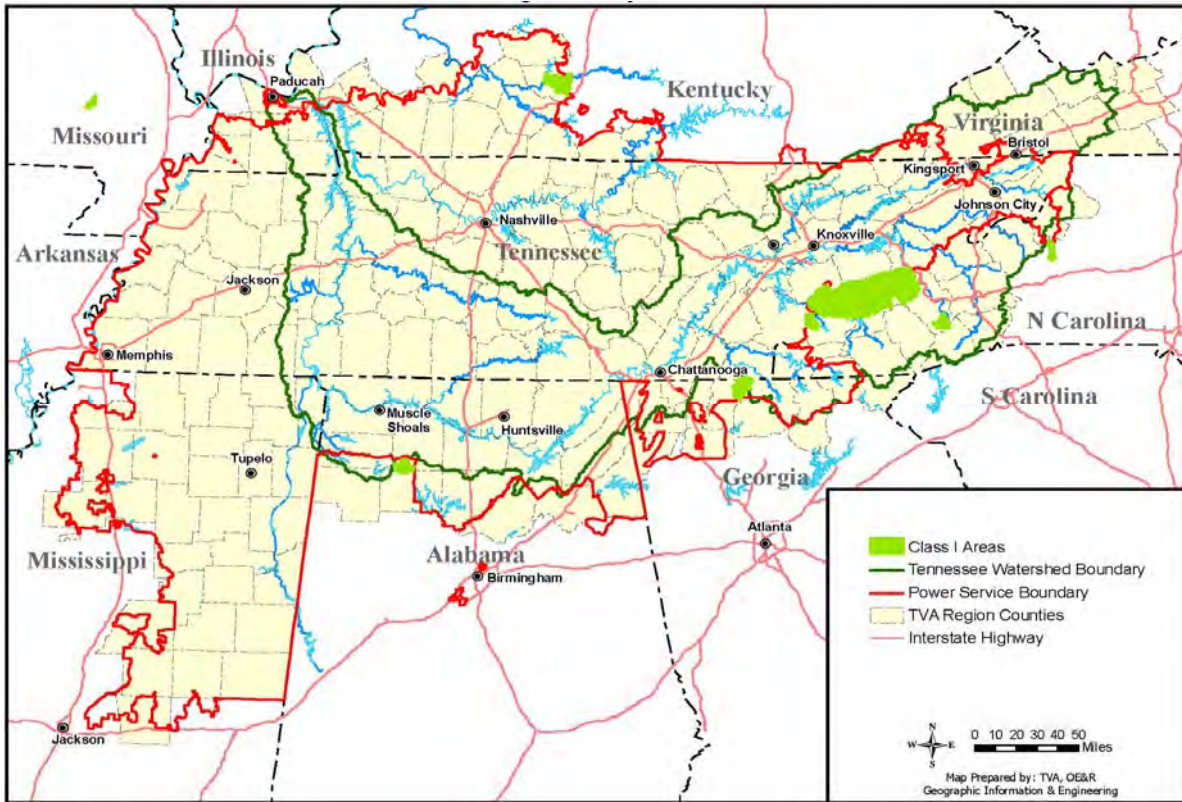 Illinois
Paducah
Kentucky
Missouri
Virginia
Bristol
Kingsport
Johnson City
Nashville
Knoxville
Tennessee
Arkansas
Jackson
N Carolina
Memphis
Chattanooga
S Carolina
Muscle
Shoals
Huntsville
Tupelo
Georgia
Atlanta
Mississippi
Alabama
Birmingham
Jackson
Class I Areas
Tennessee Watershed Boundary
Power Service Boundary
TVA Region Counties
Interstate Highway
N
W E
S
0 10 20 30 40 50
Miles
Map Prepared by: TVA, OE&R
Geographic Information & Engineering